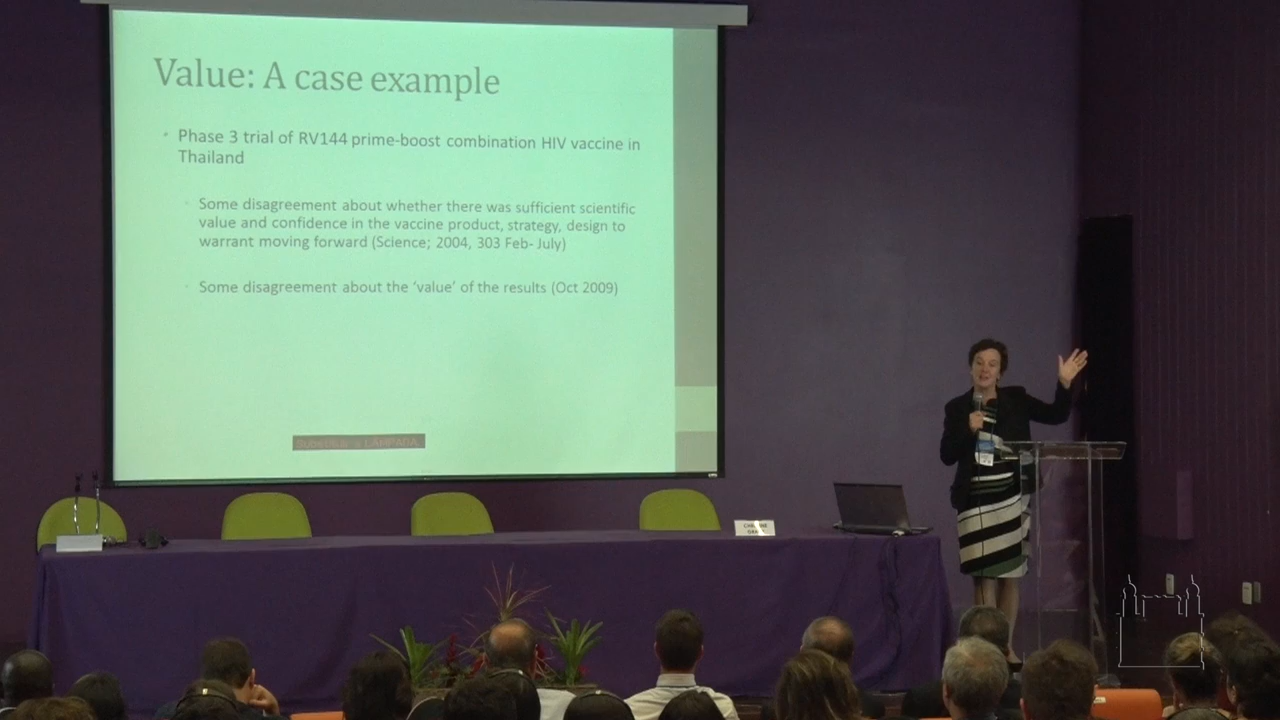 Value: A case example
• Phase 3 trial of RV144 prime-boost combination HIV vaccine in
Thailand
• Some disagreement about whether there was sufficient scientific
value and confidence in the vaccine product, strategy, design to
warrant moving forward (Science; 2004, 303 Feb- July)
• Some disagreement about the ‘value’ of the results (Oct 2009)
LÂMPADA